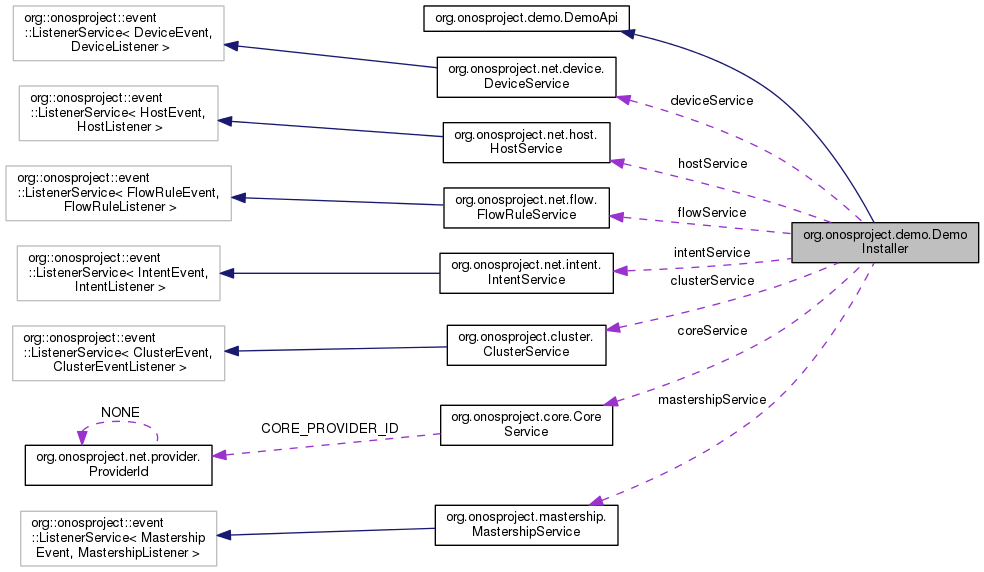 org::onosproject::event
::ListenerService< DeviceEvent,
DeviceListener >
org.onosproject.demo.DemoApi
org.onosproject.net.device.
DeviceService
deviceService
org::onosproject::event
::ListenerService< HostEvent,
HostListener >
org.onosproject.net.host.
HostService
hostService
org::onosproject::event
::ListenerService< FlowRuleEvent,
FlowRuleListener >
org.onosproject.net.flow.
FlowRuleService
flowService
org.onosproject.demo.Demo
Installer
org::onosproject::event
::ListenerService< IntentEvent,
IntentListener >
org.onosproject.net.intent.
IntentService
intentService
clusterService
org::onosproject::event
::ListenerService< ClusterEvent,
ClusterEventListener >
org.onosproject.cluster.
ClusterService
coreService
NONE
org.onosproject.net.provider.
ProviderId
CORE_PROVIDER_ID
org.onosproject.core.Core
Service
mastershipService
org::onosproject::event
::ListenerService< Mastership
Event, MastershipListener >
org.onosproject.mastership.
MastershipService